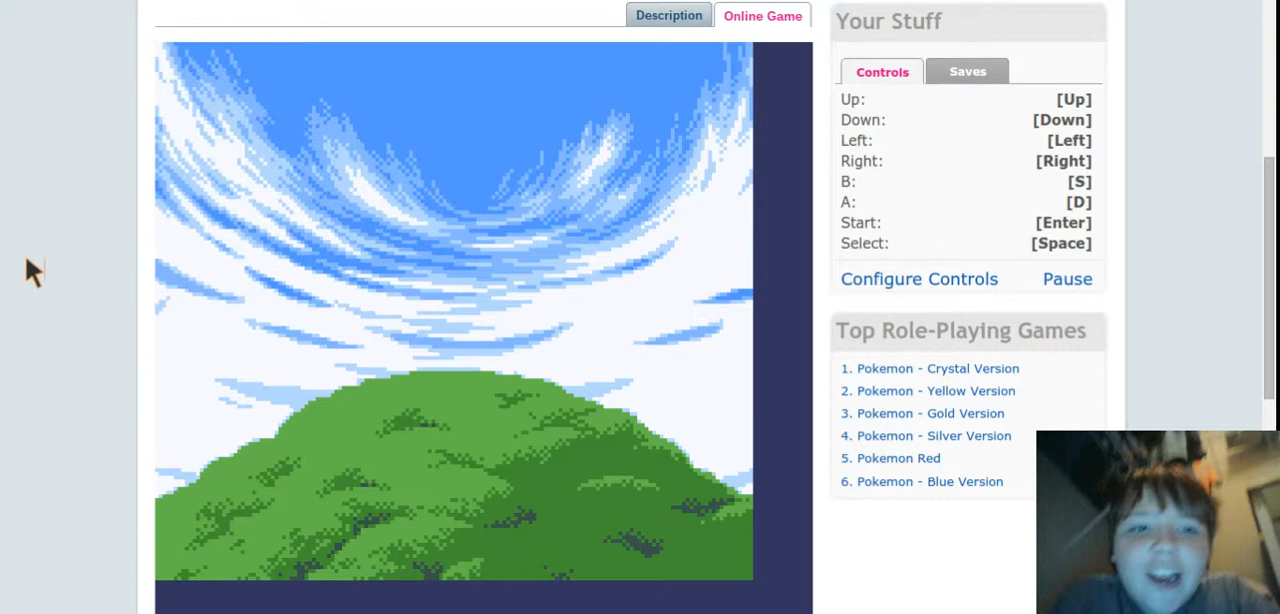 Description
Online Game
Your Stuff
Controls
Saves
Up: [Up]
Down: [Down]
Left: [Left]
Right: [Right]
B: [S]
A: [D]
Start: [Enter]
Select: [Space]
Configure Controls
Pause
Top Role-Playing Games
1. Pokemon - Crystal Version
2. Pokemon - Yellow Version
3. Pokemon - Gold Version
4. Pokemon - Silver Version
5. Pokemon Red
6. Pokemon - Blue Version